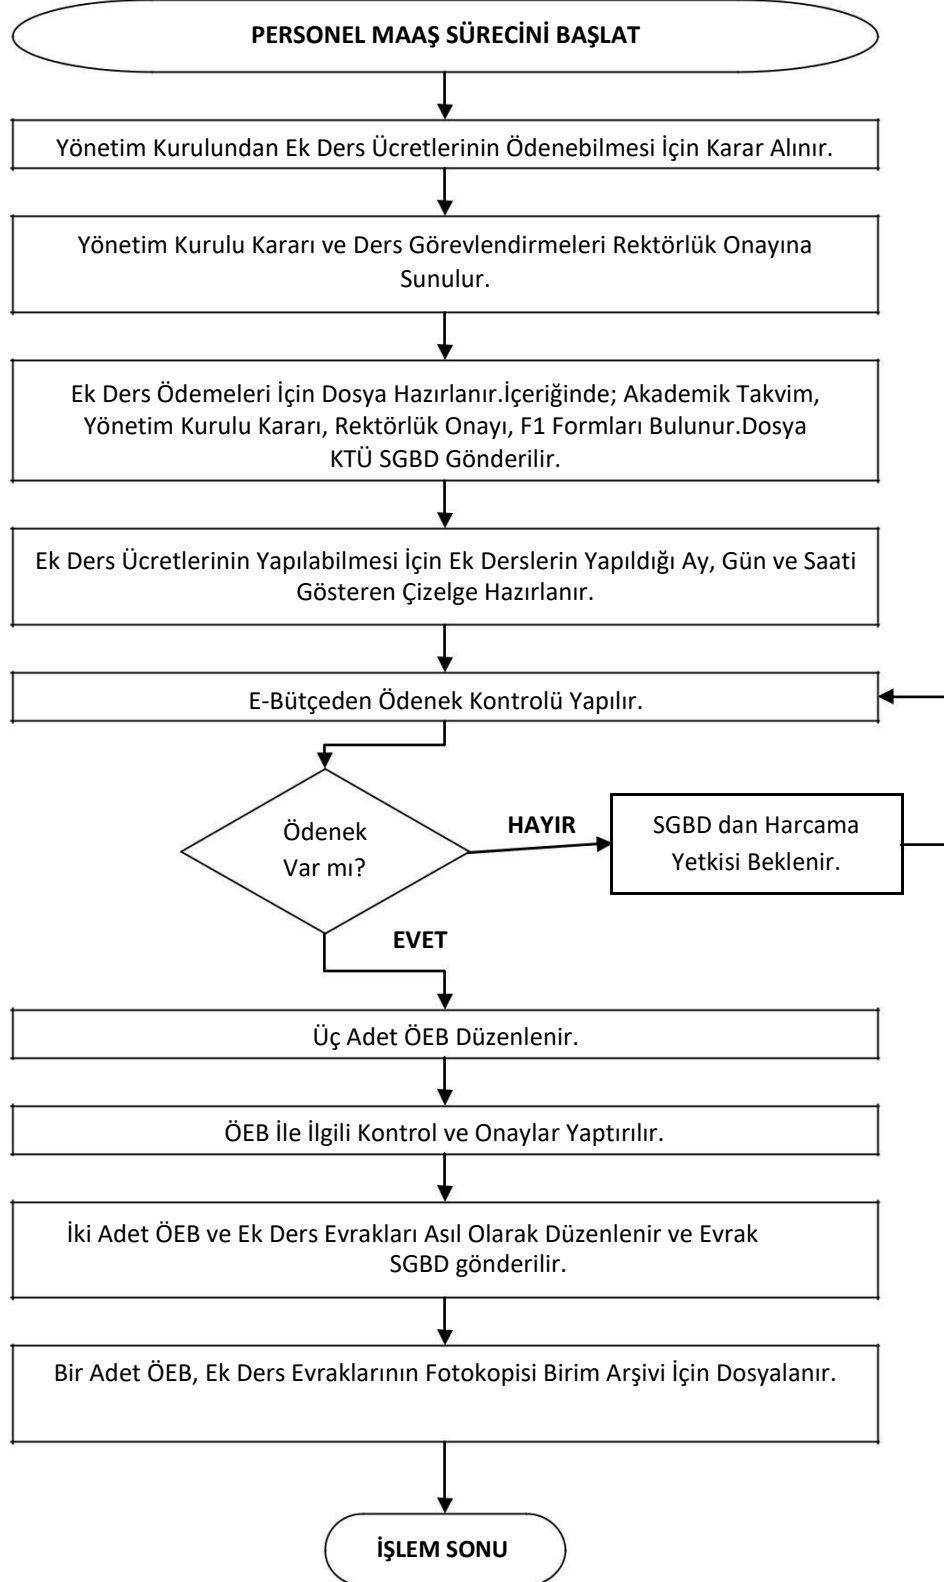 PERSONEL MAAŞ SÜRECİNİ BAŞLAT
Yönetim Kurulundan Ek Ders Ücretlerinin Ödenebilmesi İçin Karar Alınır.
Yönetim Kurulu Kararı ve Ders Görevlendirmeleri Rektörlük Onayına
Sunulur.
Ek Ders Ödemeleri İçin Dosya Hazırlanır.İçeriğinde; Akademik Takvim,
Yönetim Kurulu Kararı, Rektörlük Onayı, F1 Formları Bulunur.Dosya
KTÜ SGBD Gönderilir.
Ek Ders Ücretlerinin Yapılabilmesi İçin Ek Derslerin Yapıldığı Ay, Gün ve Saati
Gösteren Çizelge Hazırlanır.
E-Bütçeden Ödenek Kontrolü Yapılır.
Ödenek
Var mı?
HAYIR
SGBD dan Harcama
Yetkisi Beklenir.
EVET
Üç Adet ÖEB Düzenlenir.
ÖEB İle İlgili Kontrol ve Onaylar Yaptırılır.
İki Adet ÖEB ve Ek Ders Evrakları Asıl Olarak Düzenlenir ve Evrak
SGBD gönderilir.
Bir Adet ÖEB, Ek Ders Evraklarının Fotokopisi Birim Arşivi İçin Dosyalanır.
İŞLEM SONU